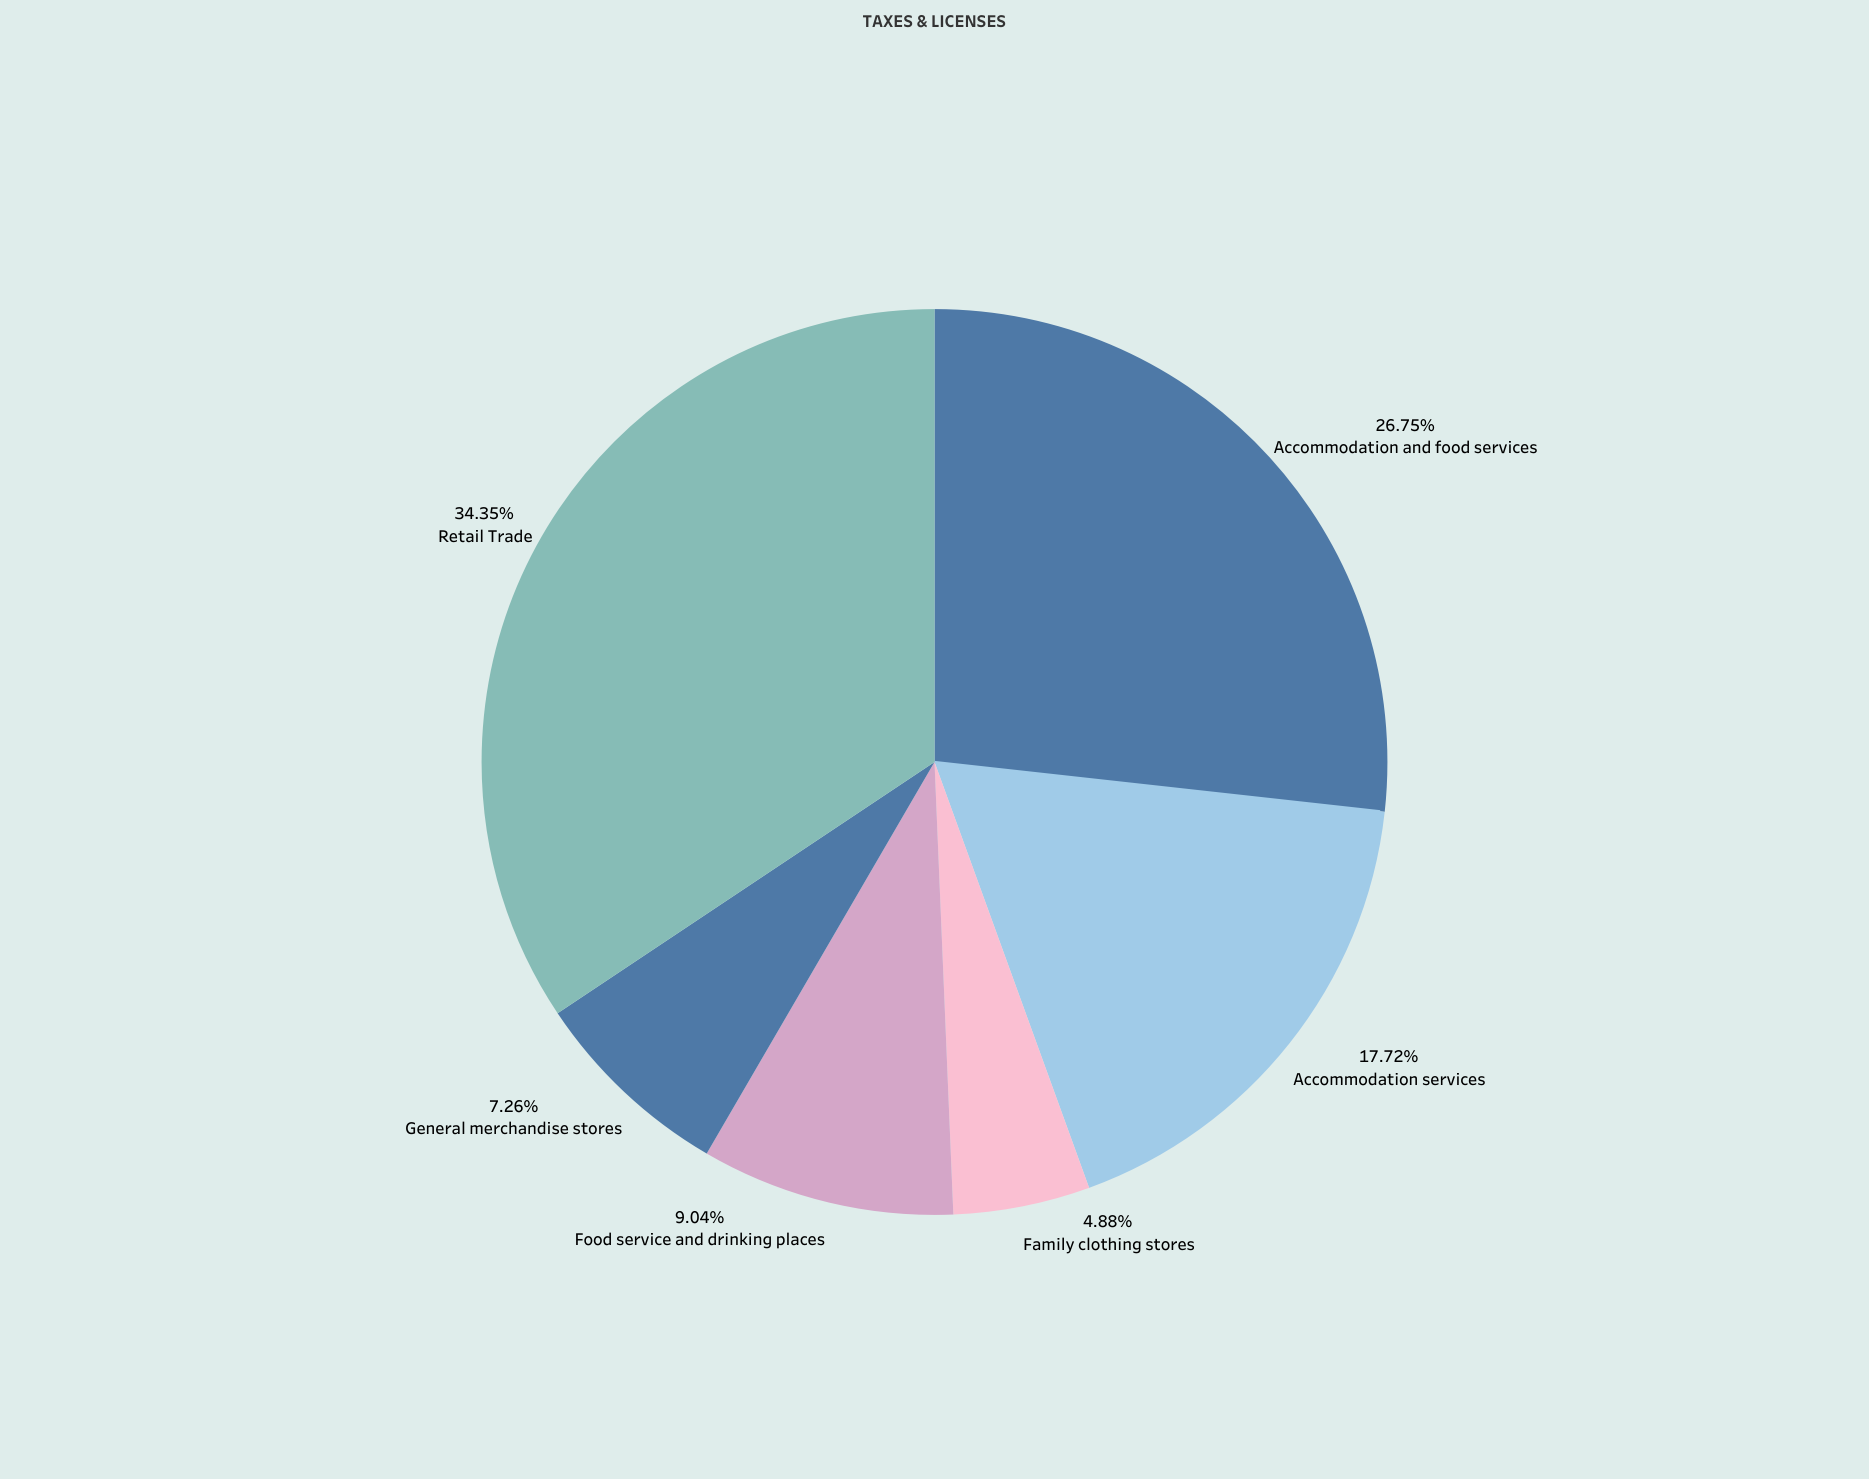 TAXES & LICENSES
26.75%
Accommodation and food services
34.35%
Retail Trade
17.72%
Accommodation services
7.26%
General merchandise stores
9.04%
Food service and drinking places
4.88%
Family clothing stores